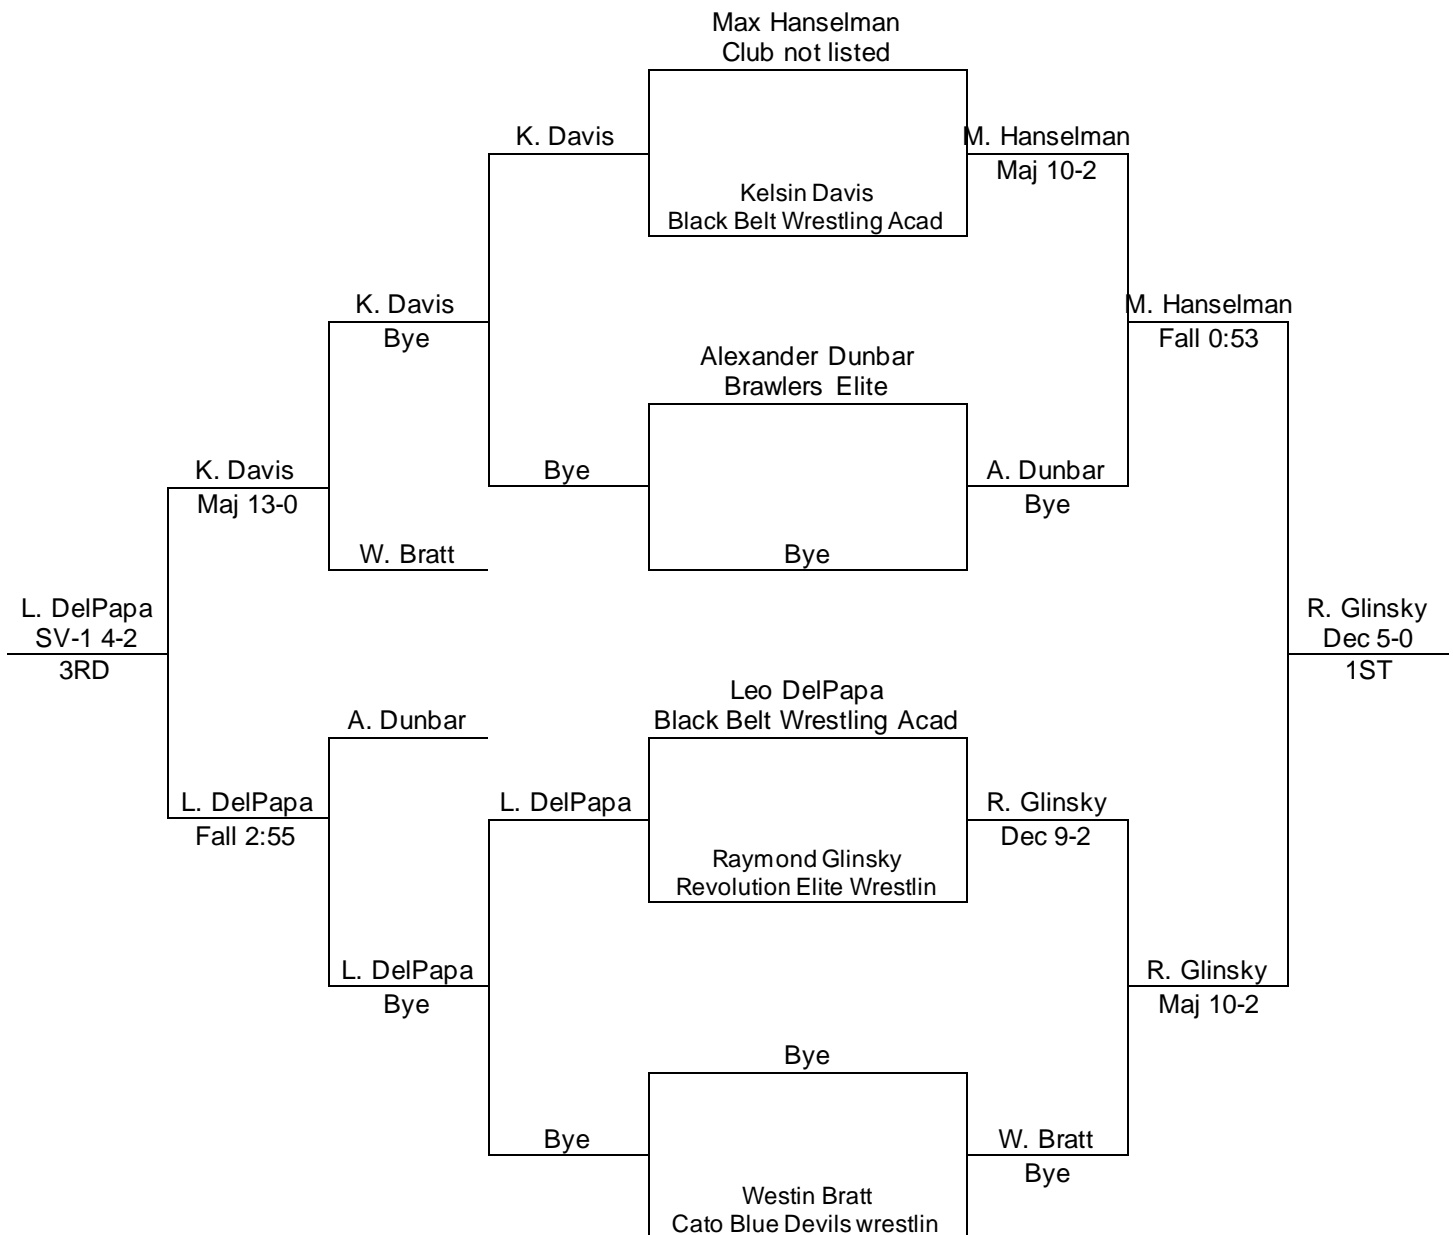 Max Hanselman
Club not listed
K. Davis
M. Hanselman
Maj 10-2
Kelsin Davis
Black Belt Wrestling Acad
K. Davis
Bye
M. Hanselman
Fall 0:53
Alexander Dunbar
Brawlers Elite
K. Davis
Maj 13-0
Bye
A. Dunbar
Bye
W. Bratt
Bye
L. DelPapa
SV-1 4-2
3RD
R. Glinsky
Dec 5-0
1ST
Leo DelPapa
Black Belt Wrestling Acad
A. Dunbar
L. DelPapa
Fall 2:55
L. DelPapa
R. Glinsky
Dec 9-2
Raymond Glinsky
Revolution Elite Wrestlin
L. DelPapa
Bye
R. Glinsky
Maj 10-2
Bye
Bye
W. Bratt
Bye
Westin Bratt
Cato Blue Devils wrestlin